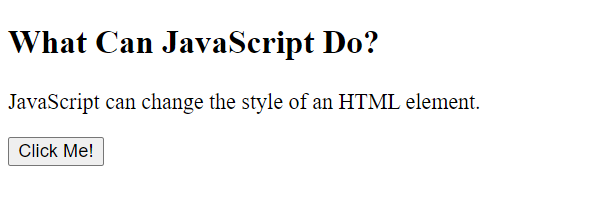 What Can JavaScript Do?
JavaScript can change the style of an HTML element.
Click Me!